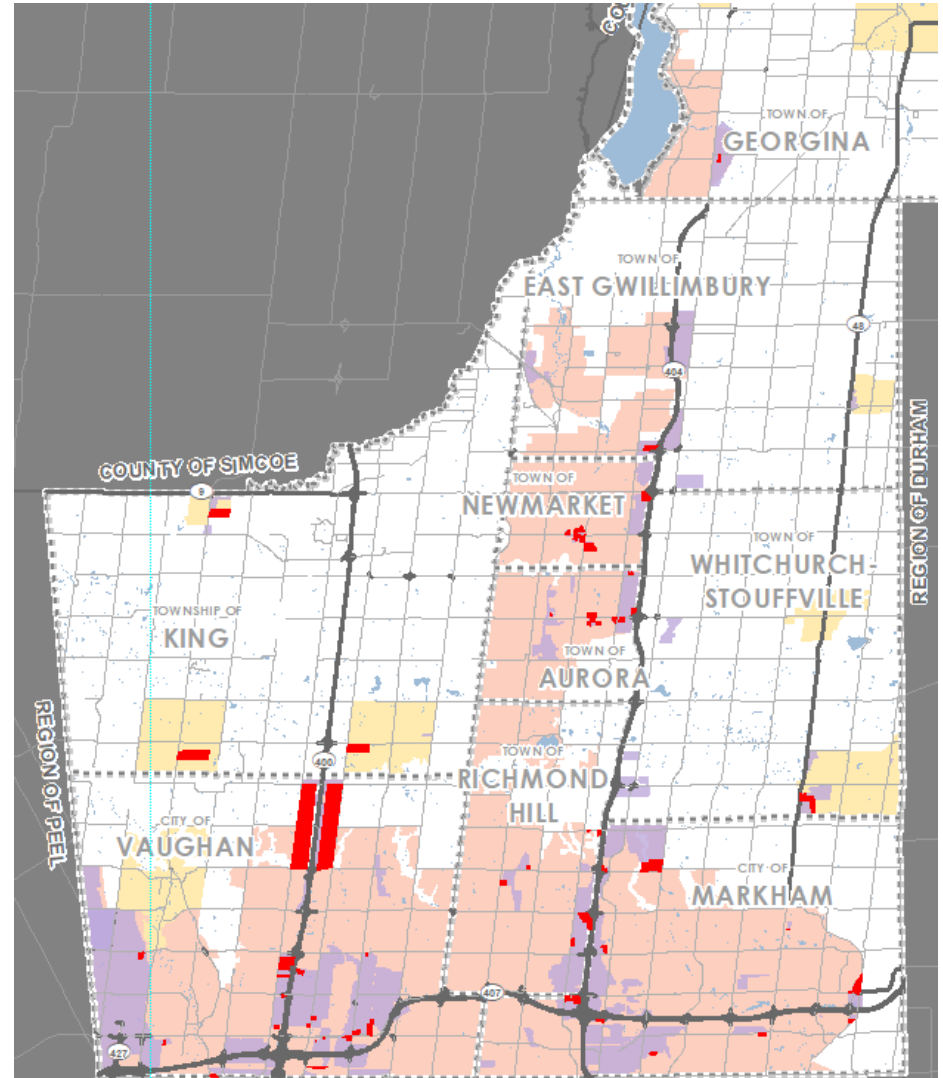 TOWN OF
GEORGINA
TOWN OF
EAST GWILLIMBURY
48
404
REGION OF DURHAM
COUNTY OF SIMCOE
9
TOWN OF
NEWMARKET
TOWN OF
WHITCHURCH-
STOUFFVILLE
TOWNSHIP OF
KING
TOWN OF
AURORA
REGION OF PEEL
400
TOWN OF
RICHMOND
HILL
CITY OF
VAUGHAN
CITY OF
MARKHAM
407
427